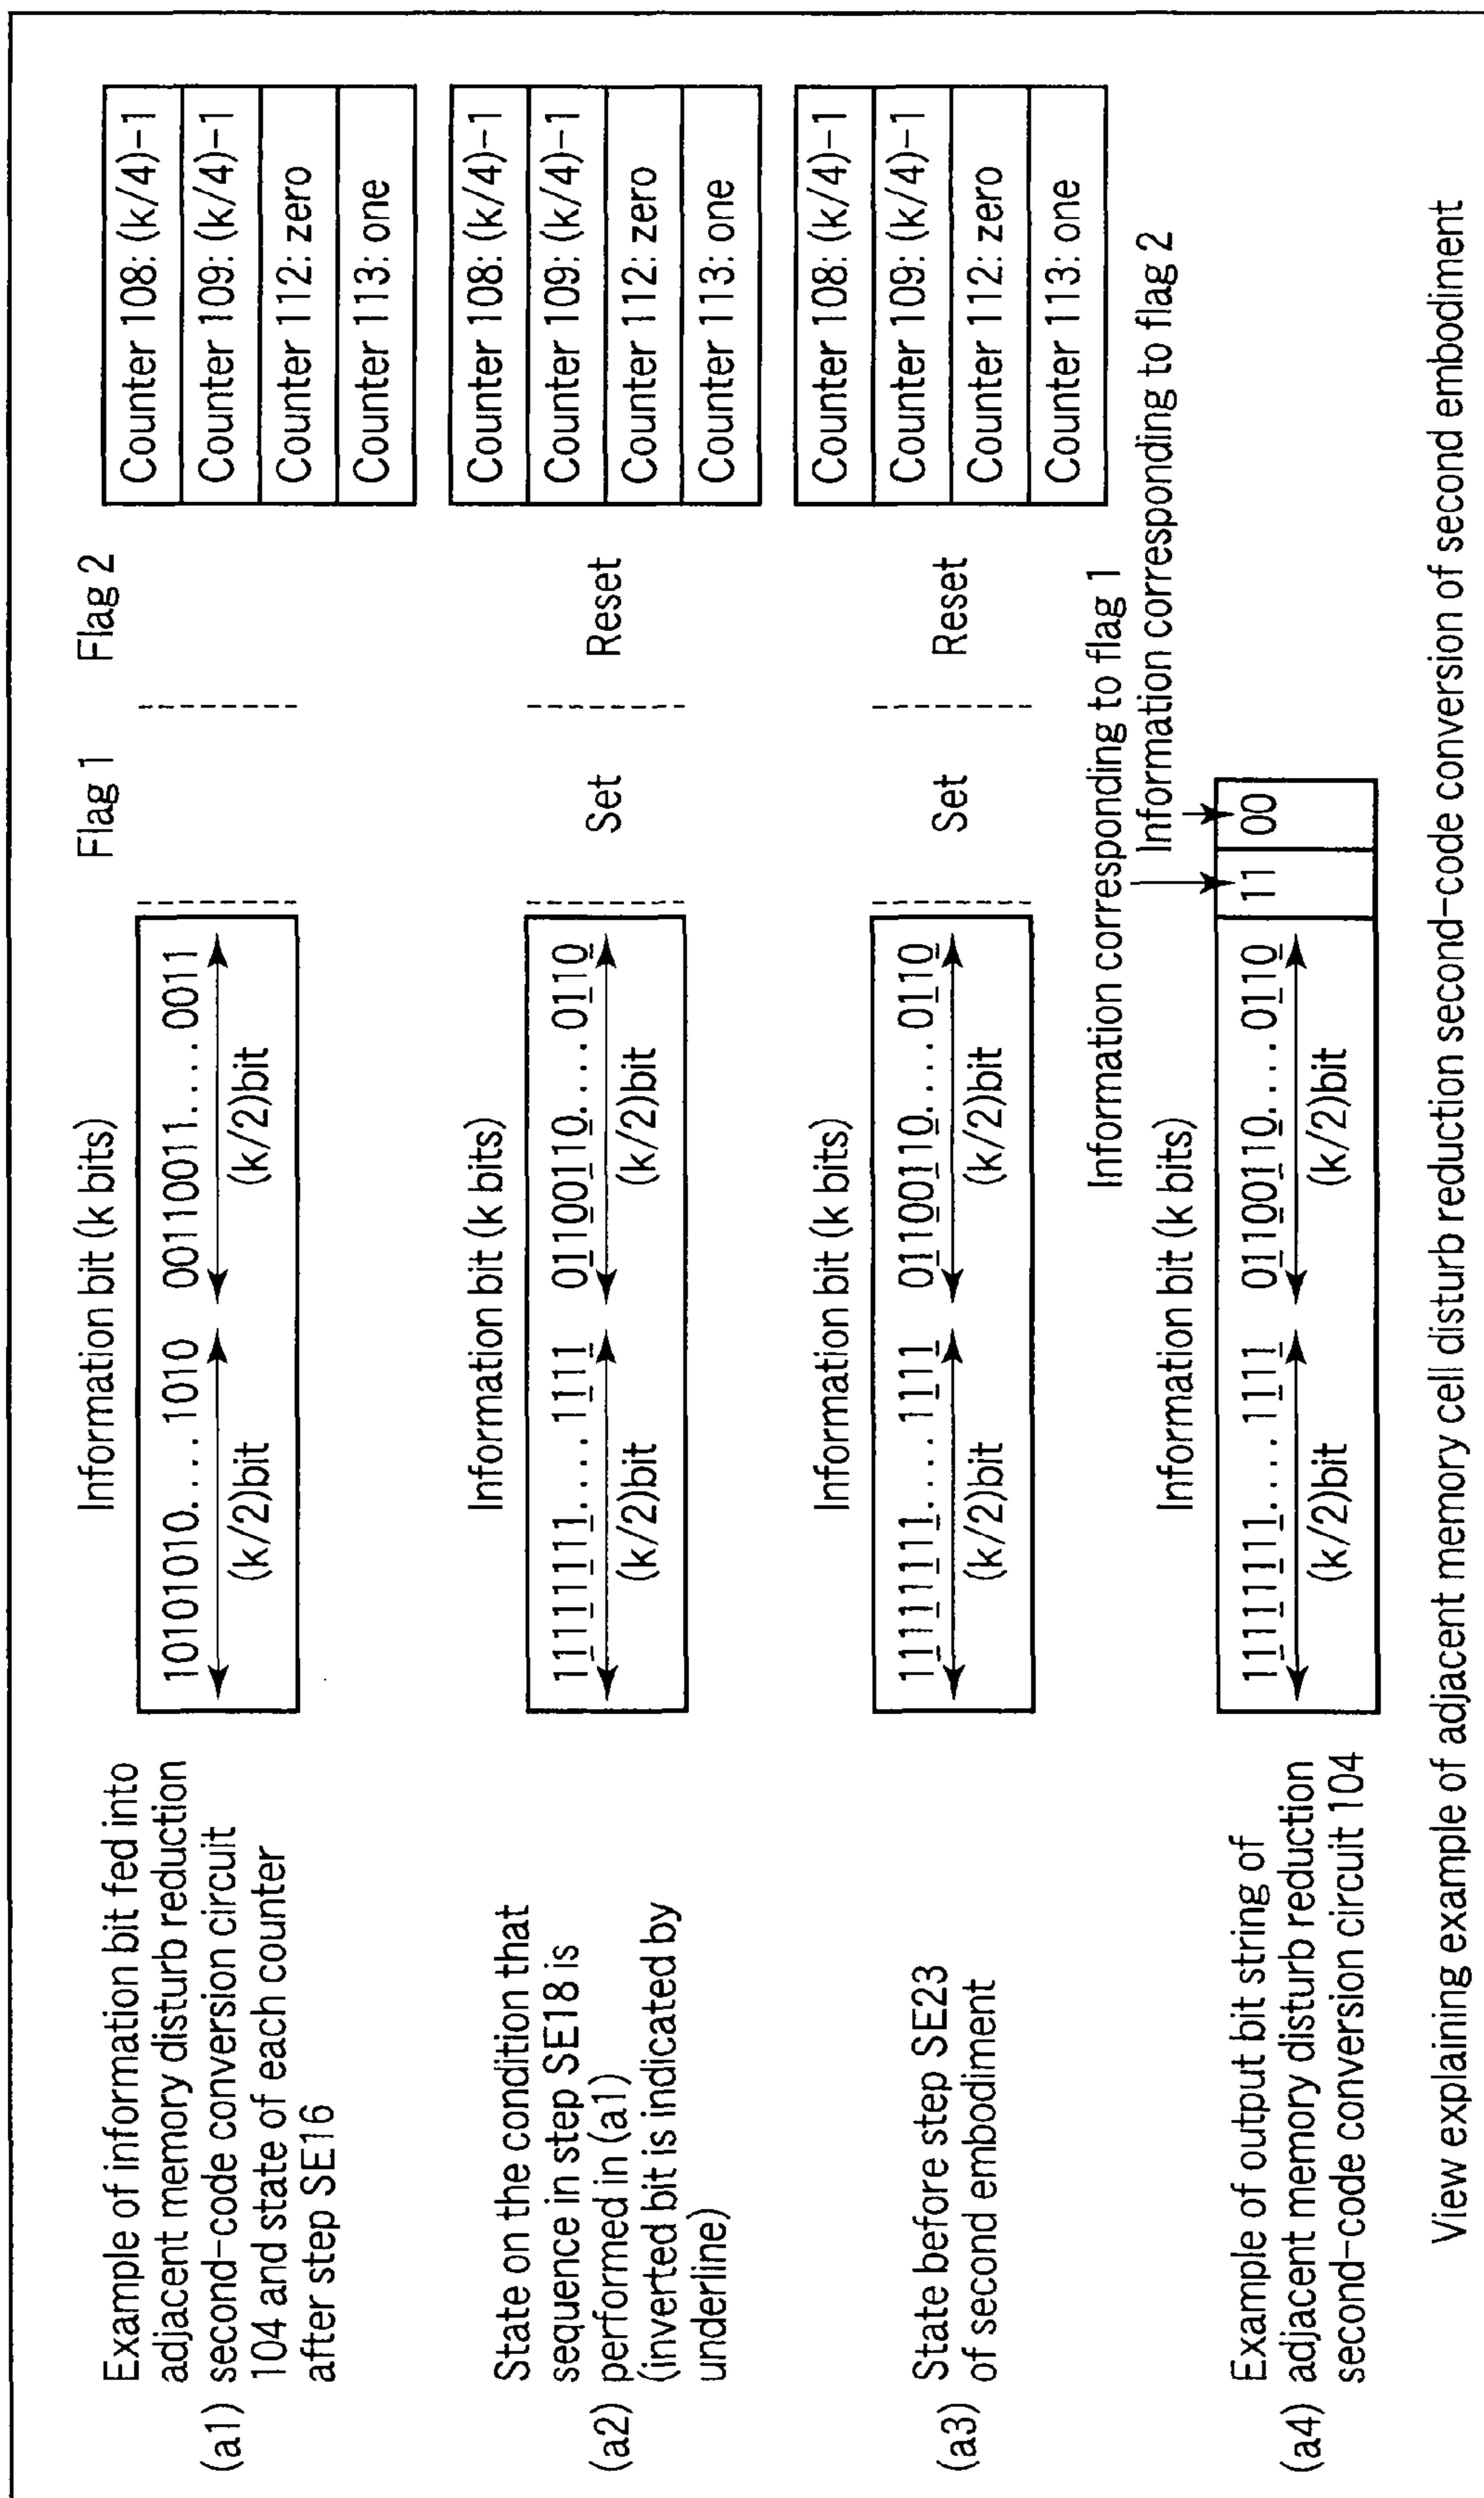 Example of information bit fed into
adjacent memory disturb reduction
(a1) second-code conversion circuit
104 and state of each counter
after step SE16
Information bit (k bits)
10101010.... 1010 00110011.... 0011
(k/2)bit (k/2)bit
Flag 1 Flag 2
Counter 108: (k/4)-1
Counter 109: (k/4)-1
Counter 112: zero
Counter 113: one
State on the condition that
sequence in step SE18 is
(a2) performed in (a1)
(inverted bit is indicated by
underline)
Information bit (k bits)
11111111.... 1111 01100110.... 0110
(k/2)bit (k/2)bit
Set Reset
Counter 108: (k/4)-1
Counter 109: (k/4)-1
Counter 112: zero
Counter 113: one
State before step SE23
(a3) of second embodiment
Information bit (k bits)
11111111.... 1111 01100110.... 0110
(k/2)bit (k/2)bit
Set Reset
Counter 108: (k/4)-1
Counter 109: (k/4)-1
Counter 112: zero
Counter 113: one
Information corresponding to flag 1
Information corresponding to flag 2
Example of output bit string of
(a4) adjacent memory disturb reduction
second-code conversion circuit 104
Information bit (k bits)
11111111.... 1111 01100110.... 0110 11 00
(k/2)bit (k/2)bit
View explaining example of adjacent memory cell disturb reduction second-code conversion of second embodiment